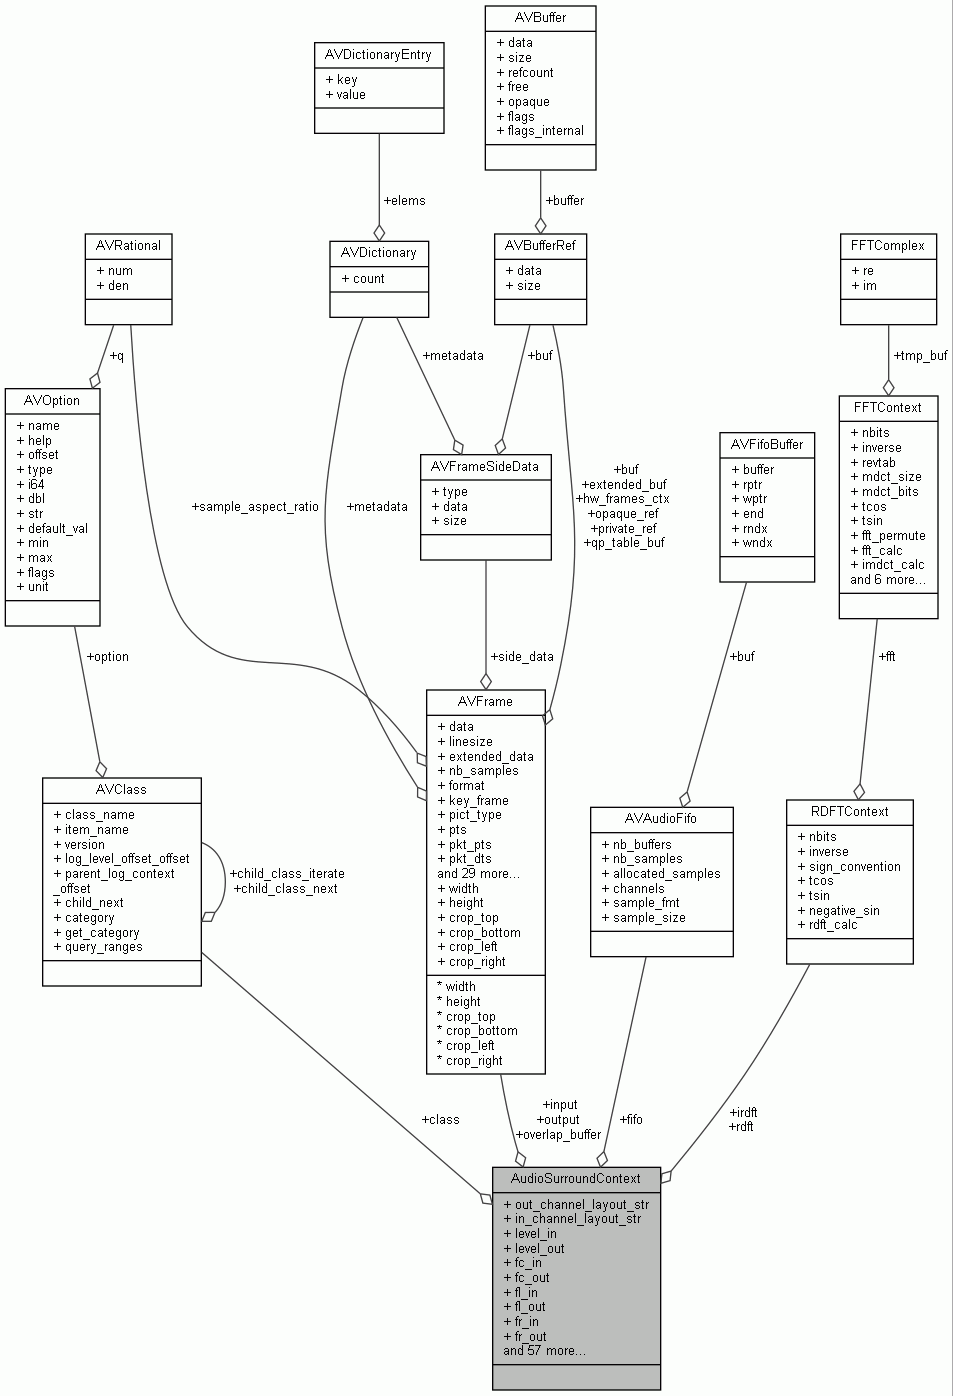 AVBuffer
+ data
+ size
+ refcount
+ free
+ opaque
+ flags
+ flags_internal
AVDictionaryEntry
+ key
+ value
+elems
+buffer
AVRational
+ num
+ den
AVDictionary
+ count
AVBufferRef
+ data
+ size
FFTComplex
+ re
+ im
+q
+metadata
+buf
+tmp_buf
AVOption
+ name
+ help
+ offset
+ type
+ i64
+ dbl
+ str
+ default_val
+ min
+ max
+ flags
+ unit
FFTContext
+ nbits
+ inverse
+ revtab
+ mdct_size
+ mdct_bits
+ tcos
+ tsin
+ fft_permute
+ fft_calc
+ imdct_calc
and 6 more...
AVFifoBuffer
+ buffer
+ rptr
+ wptr
+ end
+ rndx
+ wndx
AVFrameSideData
+ type
+ data
+ size
+buf
+extended_buf
+hw_frames_ctx
+opaque_ref
+private_ref
+qp_table_buf
+sample_aspect_ratio
+metadata
+option
+side_data
+buf
+fft
AVFrame
+ data
+ linesize
+ extended_data
+ nb_samples
+ format
+ key_frame
+ pict_type
+ pts
+ pkt_pts
+ pkt_dts
and 29 more...
+ width
+ height
+ crop_top
+ crop_bottom
+ crop_left
+ crop_right
* width
* height
* crop_top
* crop_bottom
* crop_left
* crop_right
AVClass
+ class_name
+ item_name
+ version
+ log_level_offset_offset
+ parent_log_context
_offset
+ child_next
+ category
+ get_category
+ query_ranges
+child_class_iterate
+child_class_next
AVAudioFifo
+ nb_buffers
+ nb_samples
+ allocated_samples
+ channels
+ sample_fmt
+ sample_size
RDFTContext
+ nbits
+ inverse
+ sign_convention
+ tcos
+ tsin
+ negative_sin
+ rdft_calc
+class
+input
+output
+overlap_buffer
+fifo
+irdft
+rdft
AudioSurroundContext
+ out_channel_layout_str
+ in_channel_layout_str
+ level_in
+ level_out
+ fc_in
+ fc_out
+ fl_in
+ fl_out
+ fr_in
+ fr_out
and 57 more...